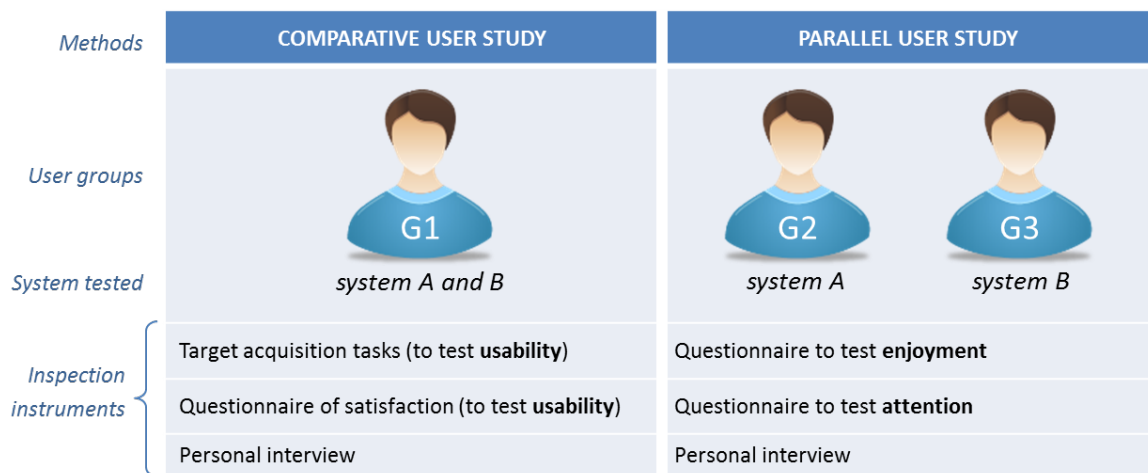 Methods
COMPARATIVE USER STUDY
PARALLEL USER STUDY
User groups
G1
G2
G3
System tested
system A and B
system A
system B
Inspection
instruments
Target acquisition tasks (to test usability)
Questionnaire to test enjoyment
Questionnaire of satisfaction (to test usability)
Questionnaire to test attention
Personal interview
Personal interview